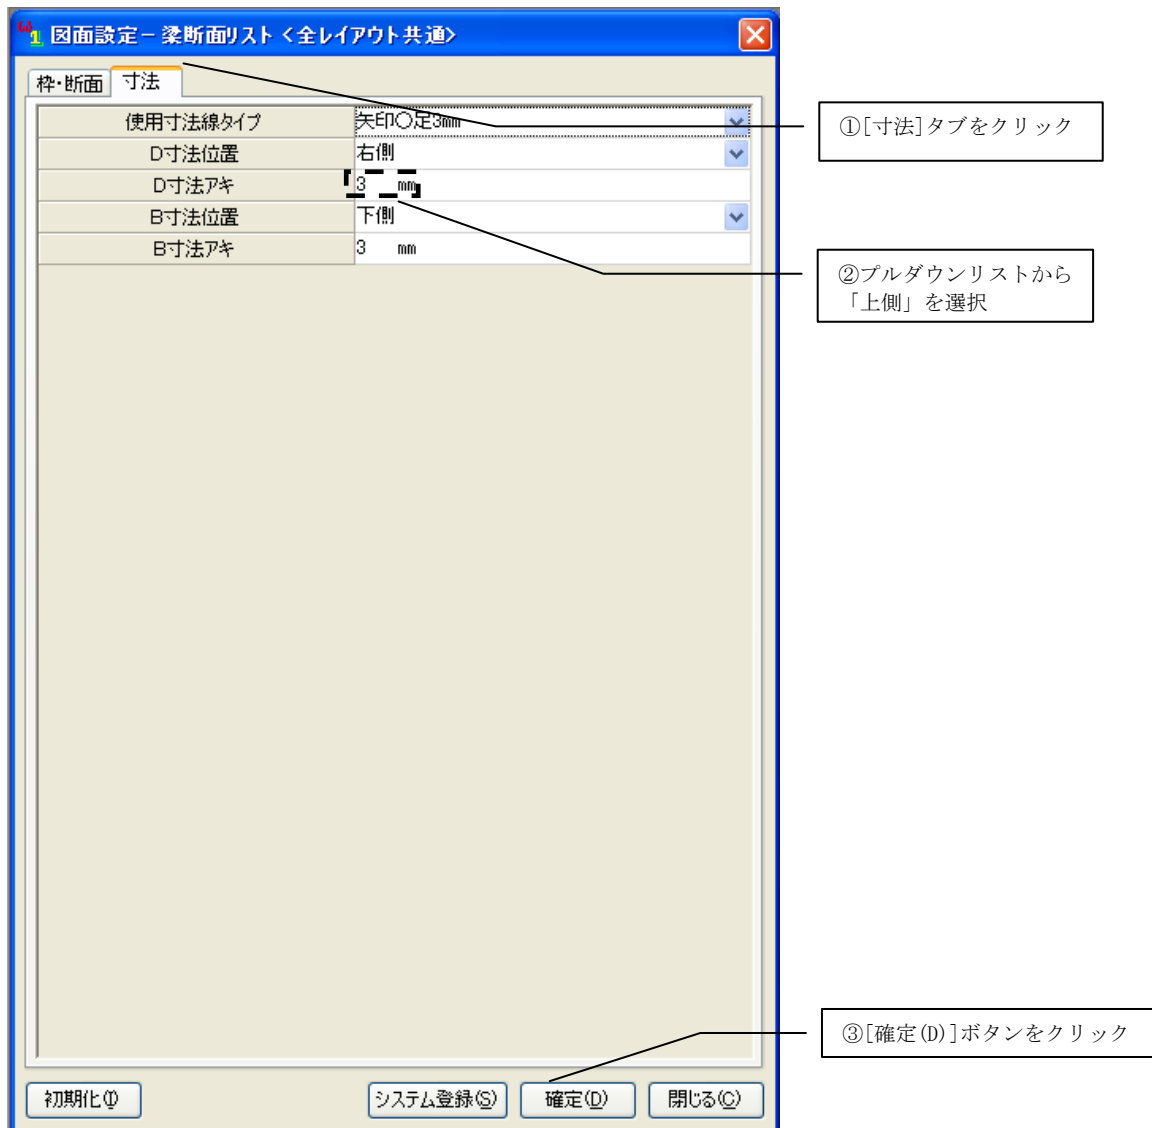 図面設定－梁断面リスト＜全レイアウト共通＞
枠・断面 寸法
使用寸法線タイプ 矢印〇足3mm
D寸法位置 右側
D寸法アキ 3 mm
B寸法位置 下側
B寸法アキ 3 mm
①[寸法]タブをクリック
②プルダウンリストから
「上側」を選択
③[確定(D)]ボタンをクリック
初期化(I) システム登録(S) 確定(D) 閉じる(C)